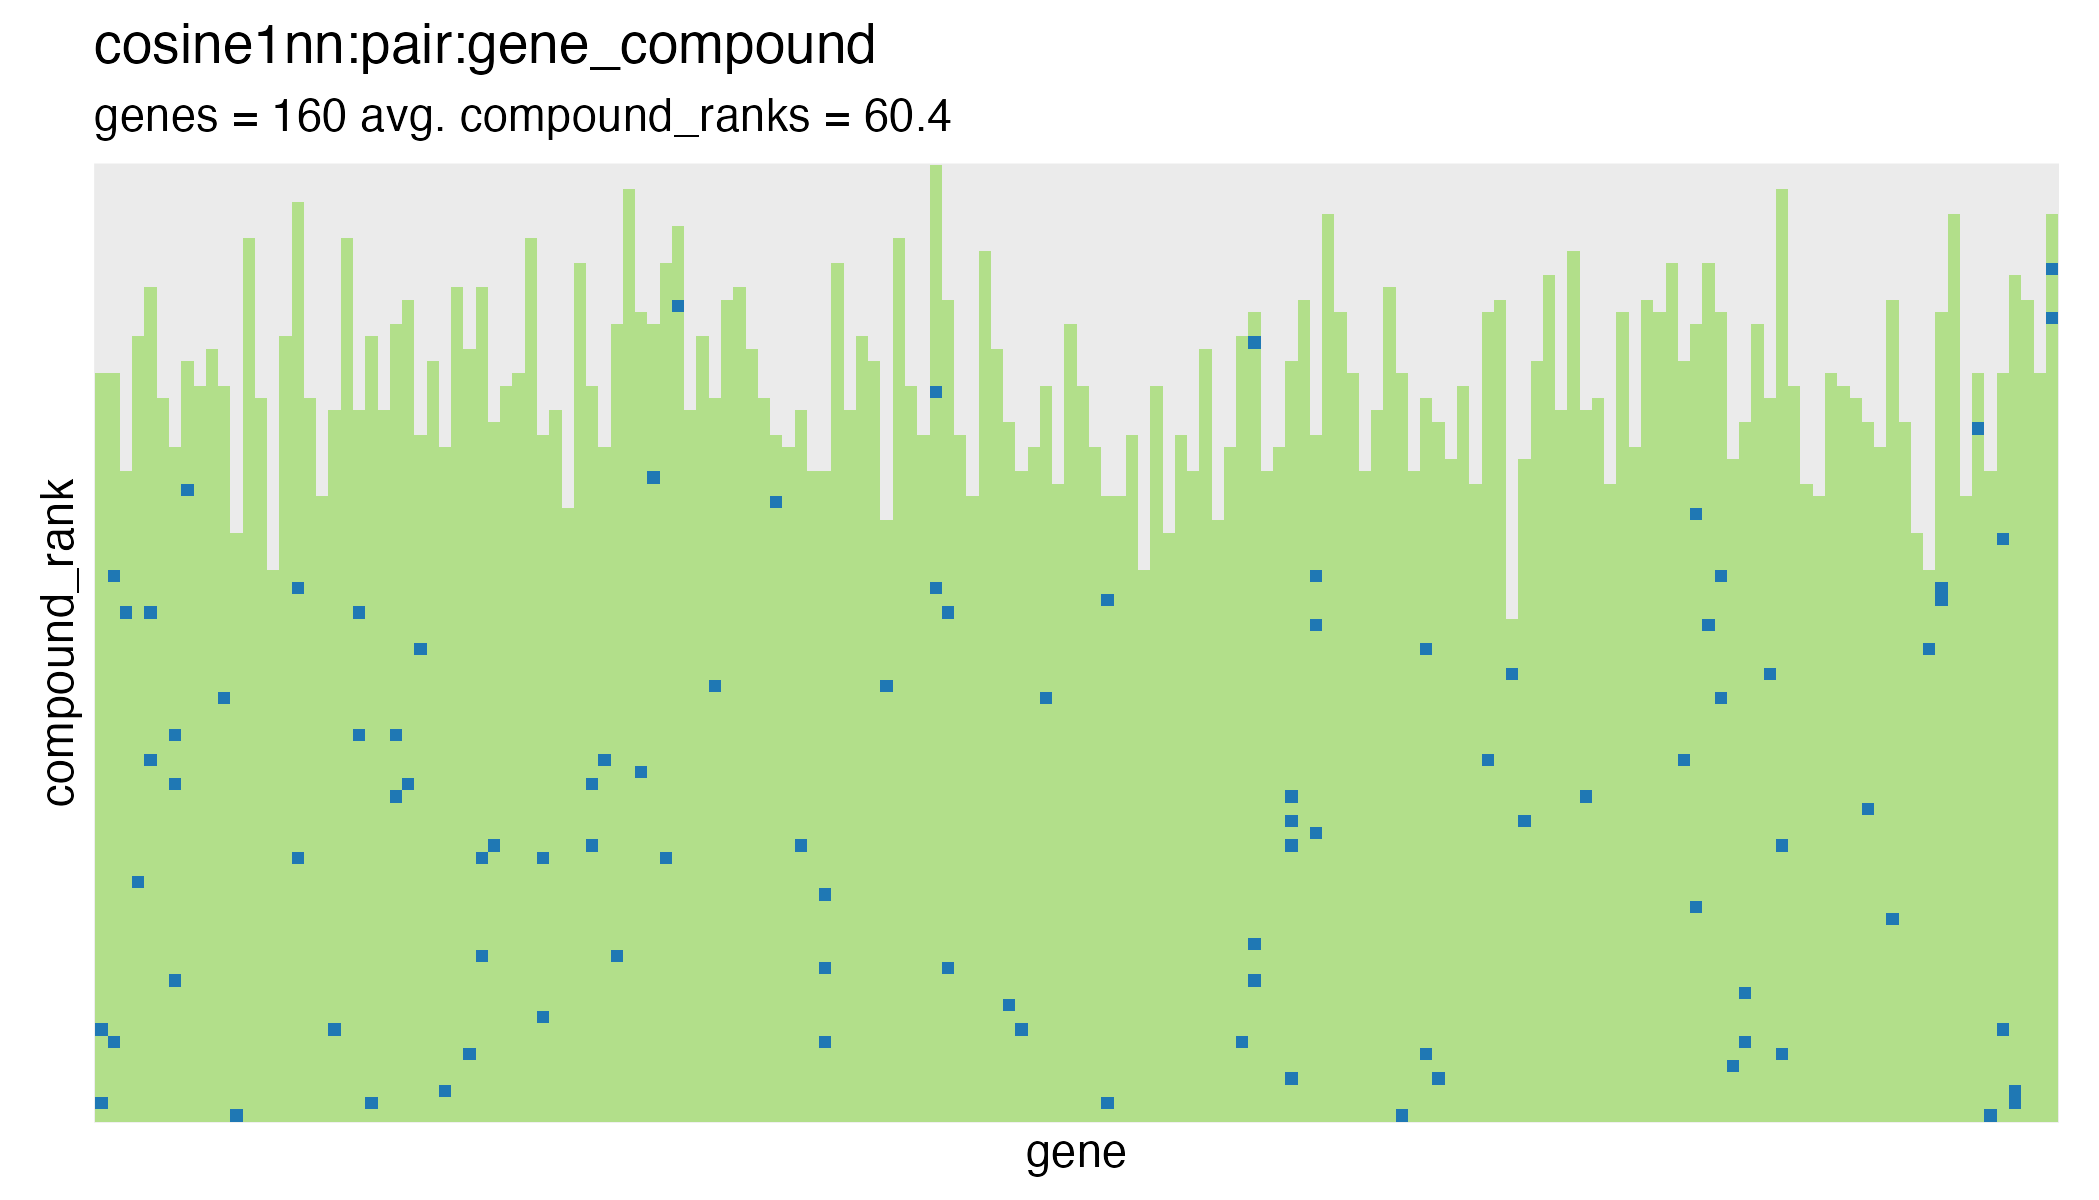 cosine1nn:pair:gene_compound
genes = 160 avg. compound_ranks = 60.4
compound_rank
gene